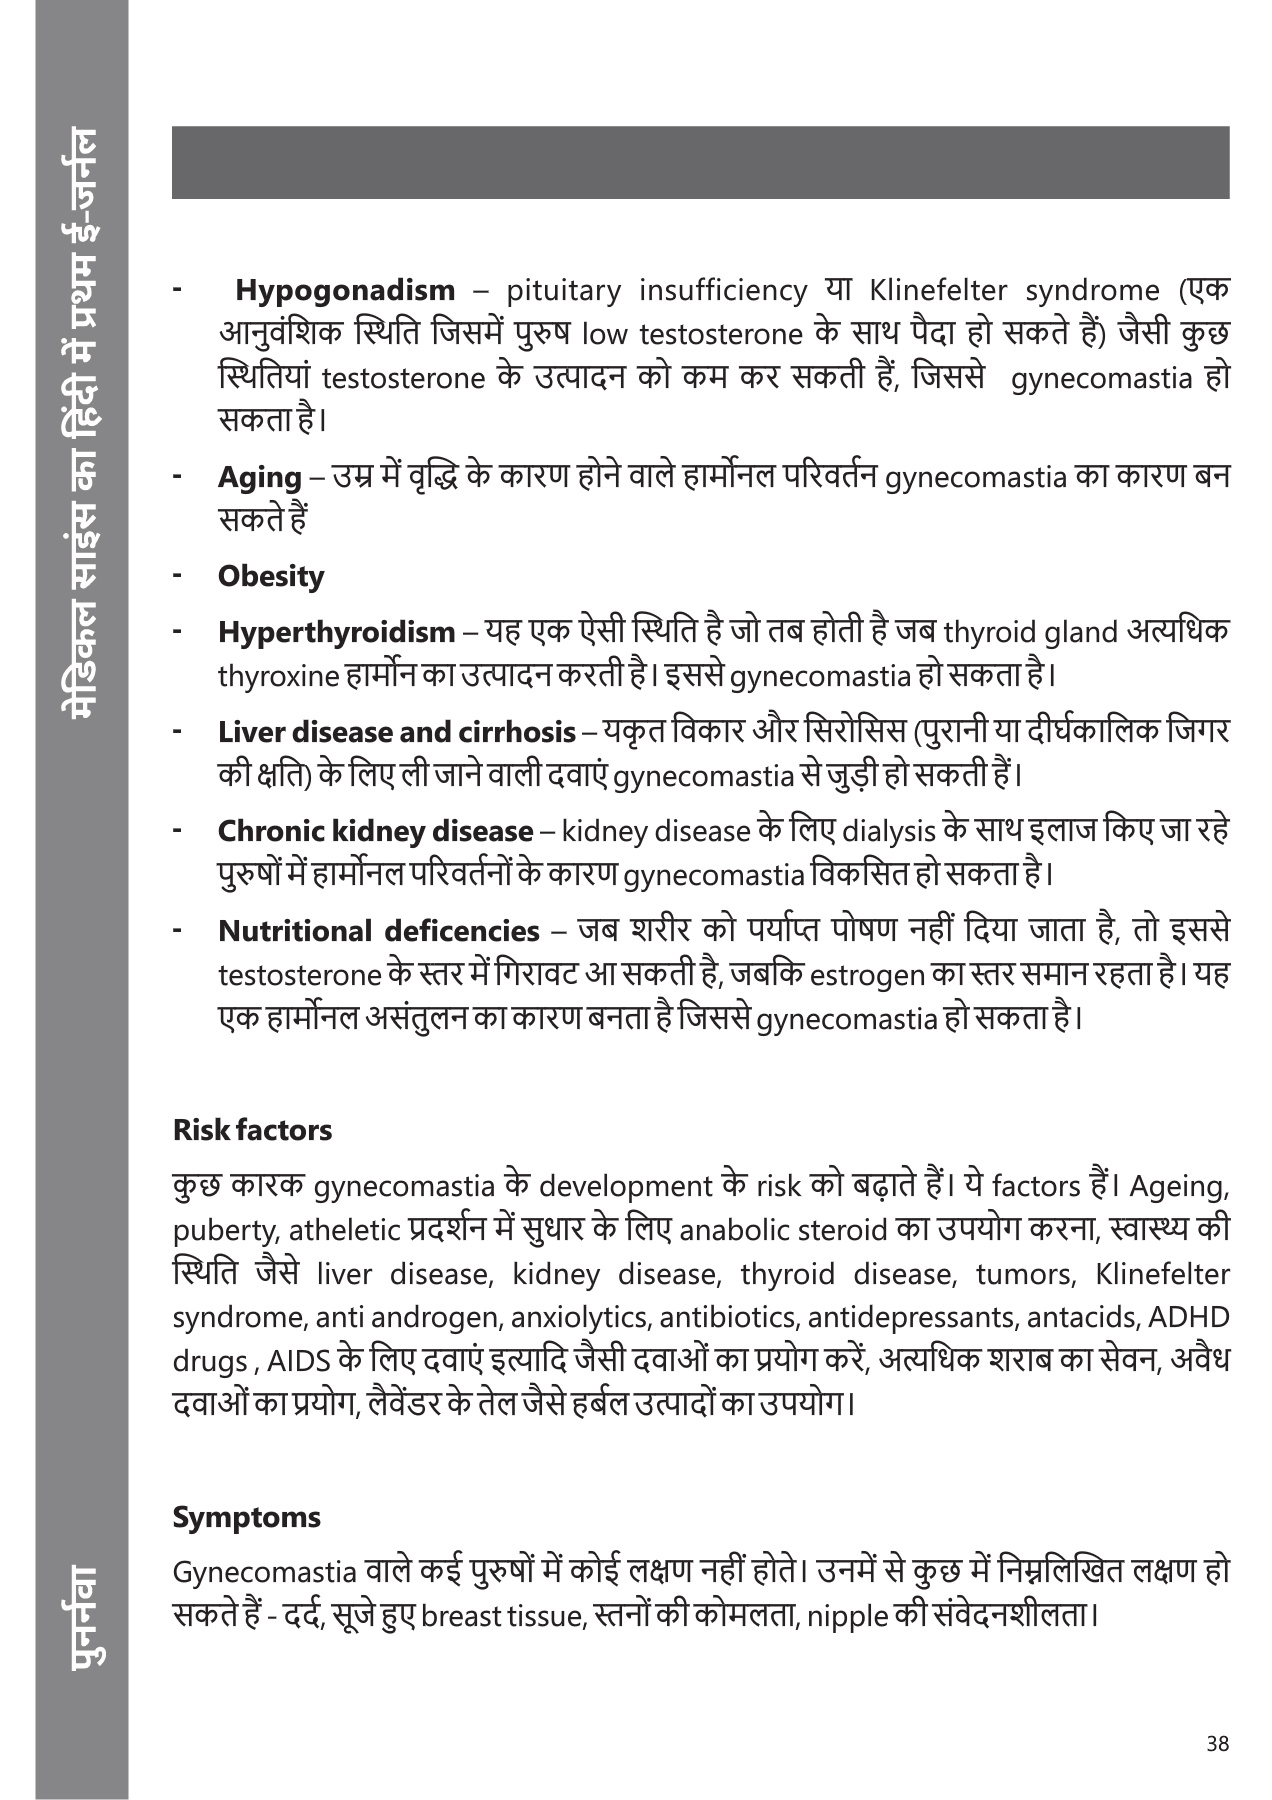 मेडिकल साइंस का हिंदी में प्रथम ई-जर्नल
पुनर्नवा
- Hypogonadism – pituitary insufficiency या Klinefelter syndrome (एक
आनुवंशिक स्थिति जिसमें पुरुष low testosterone के साथ पैदा हो सकते हैं) जैसी कुछ
स्थितियां testosterone के उत्पादन को कम कर सकती हैं, जिससे gynecomastia हो
सकता है।
- Aging – उम्र में वृद्धि के कारण होने वाले हार्मोनल परिवर्तन gynecomastia का कारण बन
सकते हैं
- Obesity
- Hyperthyroidism – यह एक ऐसी स्थिति है जो तब होती है जब thyroid gland अत्यधिक
thyroxine हार्मोन का उत्पादन करती है। इससे gynecomastia हो सकता है।
- Liver disease and cirrhosis – यकृत विकार और सिरोसिस (पुरानी या दीर्घकालिक जिगर
की क्षति) के लिए ली जाने वाली दवाएं gynecomastia से जुड़ी हो सकती हैं।
- Chronic kidney disease – kidney disease के लिए dialysis के साथ इलाज किए जा रहे
पुरुषों में हार्मोनल परिवर्तनों के कारण gynecomastia विकसित हो सकता है।
- Nutritional deficencies – जब शरीर को पर्याप्त पोषण नहीं दिया जाता है, तो इससे
testosterone के स्तर में गिरावट आ सकती है, जबकि estrogen का स्तर समान रहता है। यह
एक हार्मोनल असंतुलन का कारण बनता है जिससे gynecomastia हो सकता है।
Risk factors
कुछ कारक gynecomastia के development के risk को बढ़ाते हैं। ये factors हैं। Ageing,
puberty, atheletic प्रदर्शन में सुधार के लिए anabolic steroid का उपयोग करना, स्वास्थ्य की
स्थिति जैसे liver disease, kidney disease, thyroid disease, tumors, Klinefelter
syndrome, anti androgen, anxiolytics, antibiotics, antidepressants, antacids, ADHD
drugs , AIDS के लिए दवाएं इत्यादि जैसी दवाओं का प्रयोग करें, अत्यधिक शराब का सेवन, अवैध
दवाओं का प्रयोग, लैवेंडर के तेल जैसे हर्बल उत्पादों का उपयोग।
Symptoms
Gynecomastia वाले कई पुरुषों में कोई लक्षण नहीं होते। उनमें से कुछ में निम्नलिखित लक्षण हो
सकते हैं - दर्द, सूजे हुए breast tissue, स्तनों की कोमलता, nipple की संवेदनशीलता।
38